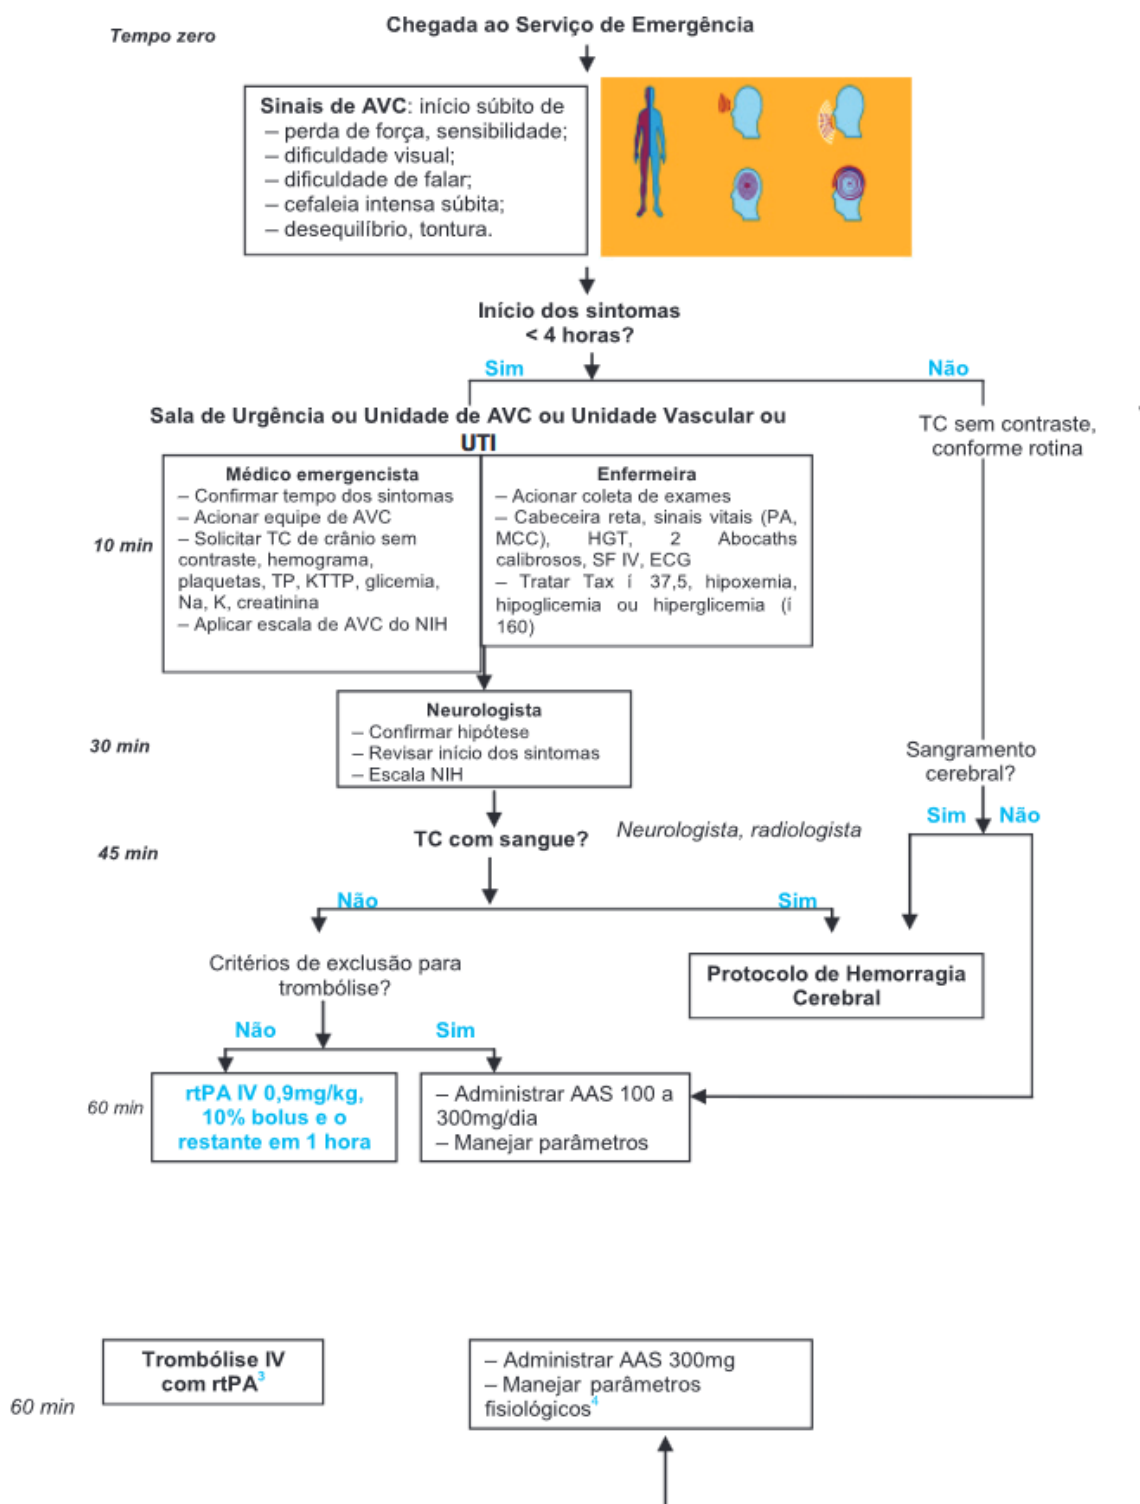 Chegada ao Serviço de Emergência
Tempo zero
Sinais de AVC: início súbito de
– perda de força, sensibilidade;
– dificuldade visual;
– dificuldade de falar;
– cefaleia intensa súbita;
– desequilíbrio, tontura.
Início dos sintomas
< 4 horas?
Sim
Não
Sala de Urgência ou Unidade de AVC ou Unidade Vascular ou
UTI
TC sem contraste,
conforme rotina
10 min
Médico emergencista
– Confirmar tempo dos sintomas
– Acionar equipe de AVC
– Solicitar TC de crânio sem
contraste, hemograma,
plaquetas, TP, KTTP, glicemia,
Na, K, creatinina
– Aplicar escala de AVC do NIH
Enfermeira
– Acionar coleta de exames
– Cabeceira reta, sinais vitais (PA,
MCC), HGT, 2 Abocaths
calibrosos, SF IV, ECG
– Tratar Tax í 37,5, hipoxemia,
hipoglicemia ou hiperglicemia (í
160)
30 min
Neurologista
– Confirmar hipótese
– Revisar início dos sintomas
– Escala NIH
Sangramento
cerebral?
Sim
Não
45 min
TC com sangue?
Neurologista, radiologista
Não
Sim
Critérios de exclusão para
trombólise?
Protocolo de Hemorragia
Cerebral
Não
Sim
60 min
rtPA IV 0,9mg/kg,
10% bolus e o
restante em 1 hora
– Administrar AAS 100 a
300mg/dia
– Manejar parâmetros
60 min
Trombólise IV
com rtPA3
– Administrar AAS 300mg
– Manejar parâmetros
fisiológicos4